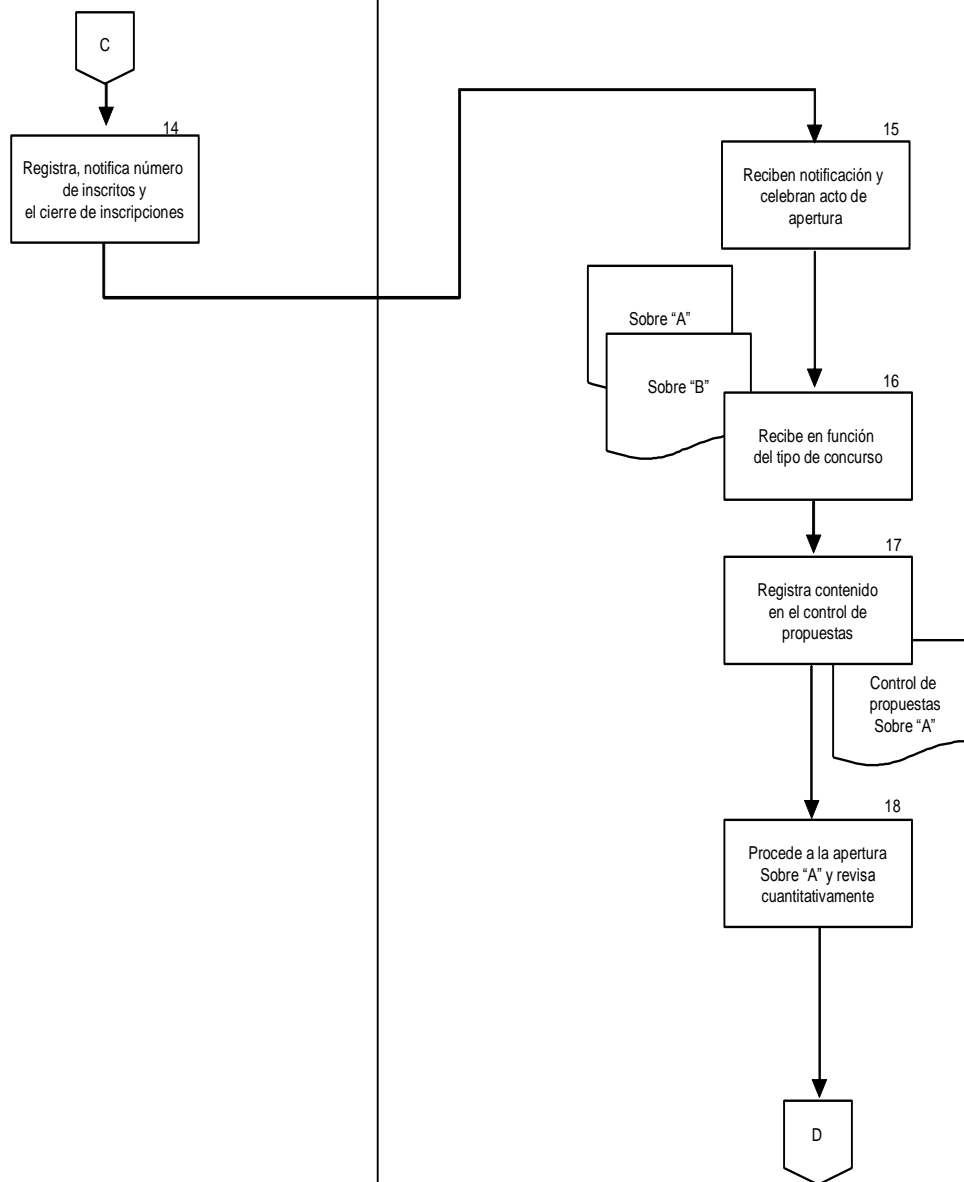 C
14
Registra, notifica número
de inscritos y
el cierre de inscripciones
15
Reciben notificación y
celebran acto de
apertura
Sobre “A”
Sobre “B”
16
Recibe en función
del tipo de concurso
17
Registra contenido
en el control de
propuestas
Control de
propuestas
Sobre “A”
18
Procede a la apertura
Sobre “A” y revisa
cuantitativamente
D